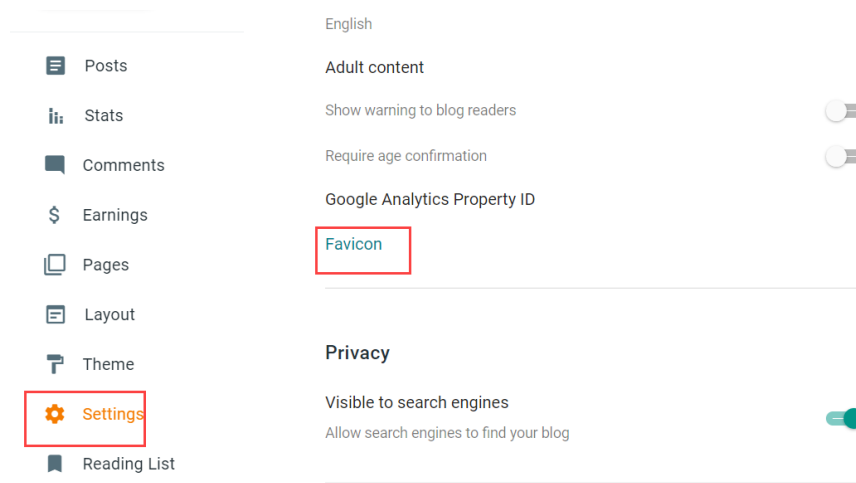 Posts
Stats
Comments
Earnings
Pages
Layout
Theme
Settings
Reading List
English
Adult content
Show warning to blog readers
Require age confirmation
Google Analytics Property ID
Favicon
Privacy
Visible to search engines
Allow search engines to find your blog